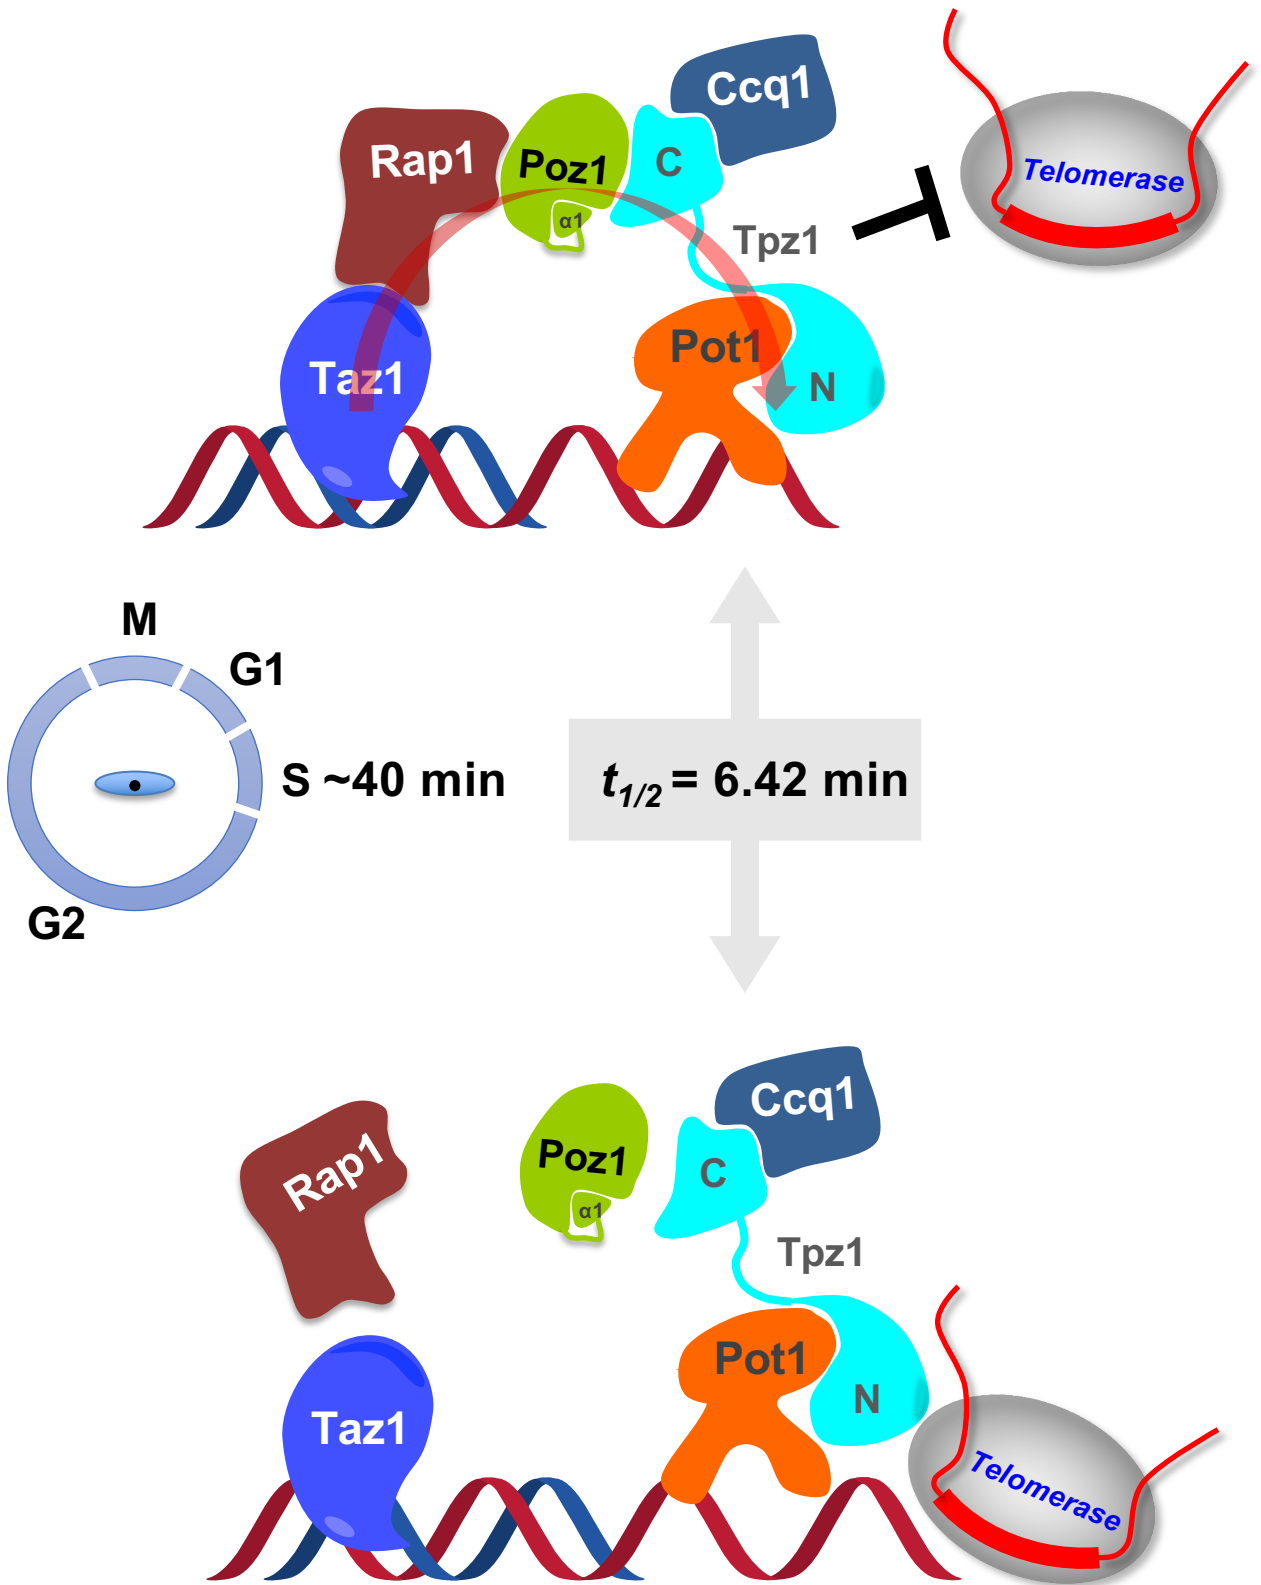 Ccq1
Rap1
Poz1
C
α1
Telomerase
Tpz1
Pot1
Taz1
N
M
G1
S ~40 min
t1/2 = 6.42 min
G2
Ccq1
Rap1
Poz1
C
α1
Tpz1
Pot1
N
Taz1
Telomerase